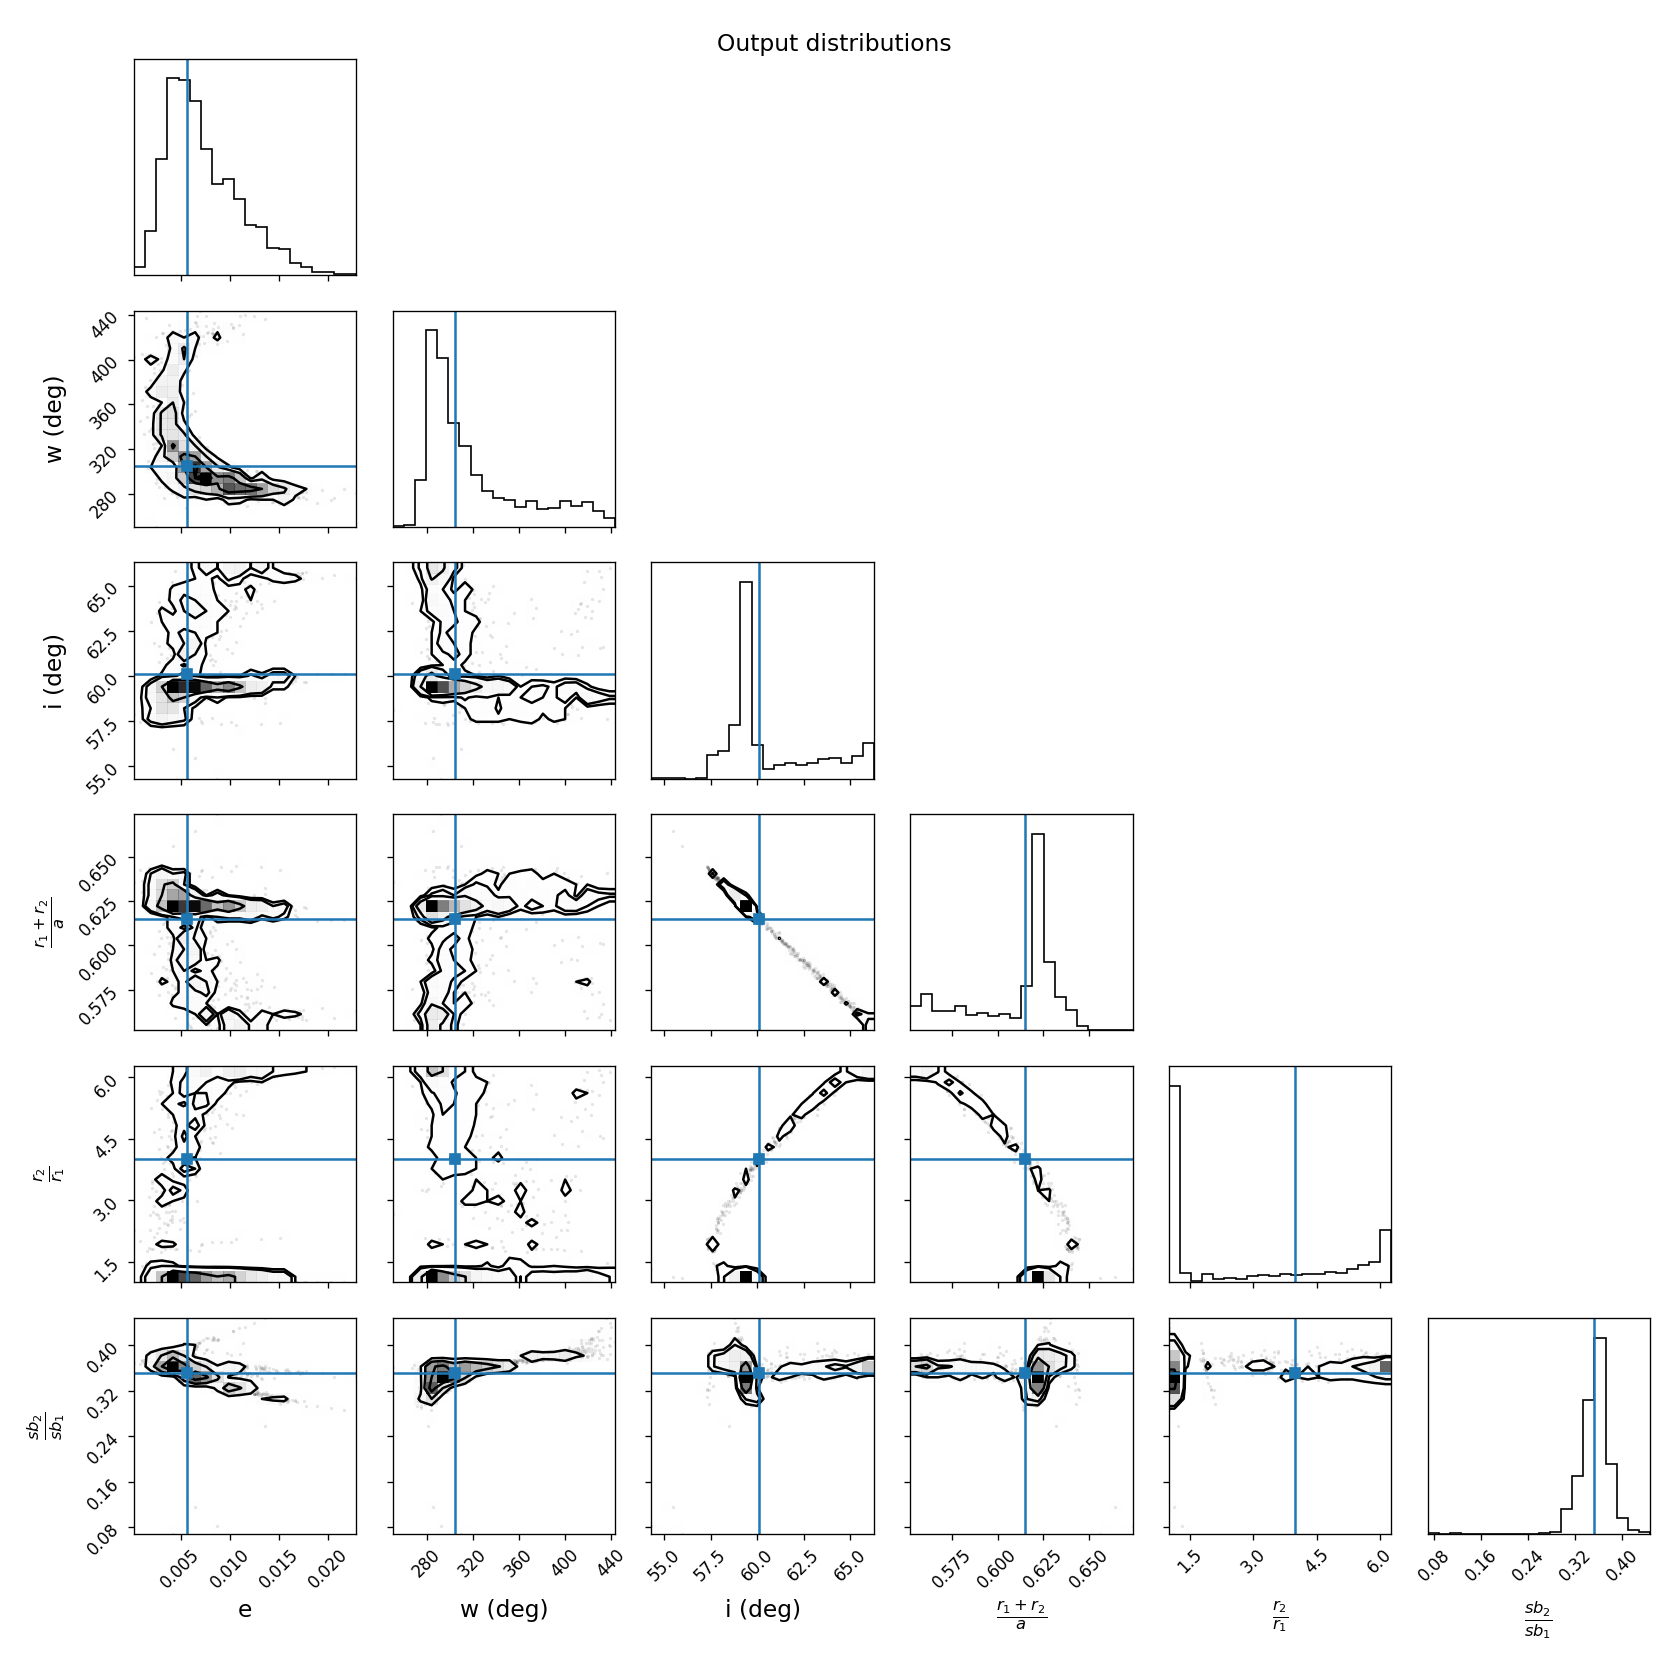 Output distributions
440
400
360
320
280
w (deg)
65.0
62.5
60.0
57.5
55.0
i (deg)
0.650
0.625
0.600
0.575
r₁ + r₂
a
6.0
4.5
3.0
1.5
r₂
r₁
0.40
0.32
0.24
0.16
0.08
sb₂
sb₁
0.005 0.010 0.015 0.020 280 320 360 400 440 55.0 57.5 60.0 62.5 65.0 0.575 0.600 0.625 0.650 1.5 3.0 4.5 6.0 0.08 0.16 0.24 0.32 0.40
e w (deg) i (deg)
r₁ + r₂
a
r₂
r₁
sb₂
sb₁